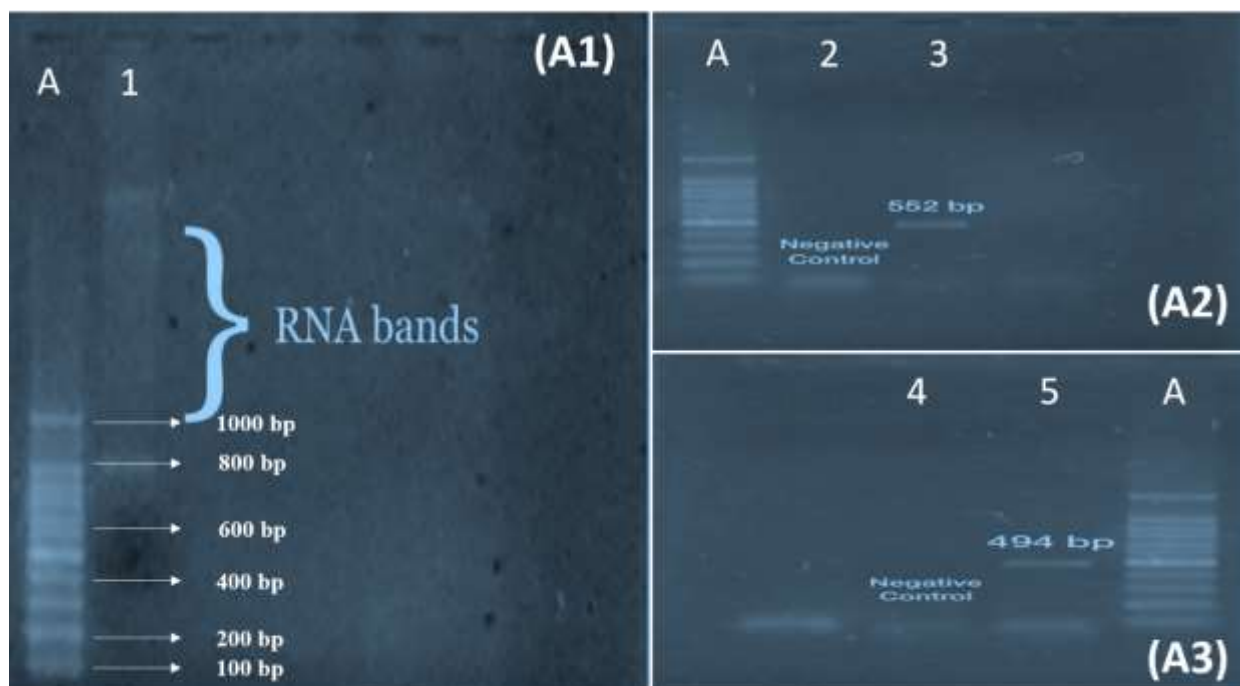 (A1)
A 1
RNA bands
1000 bp
800 bp
600 bp
400 bp
200 bp
100 bp
A 2 3
552 bp
Negative
Control
(A2)
4 5 A
494 bp
Negative
Control
(A3)